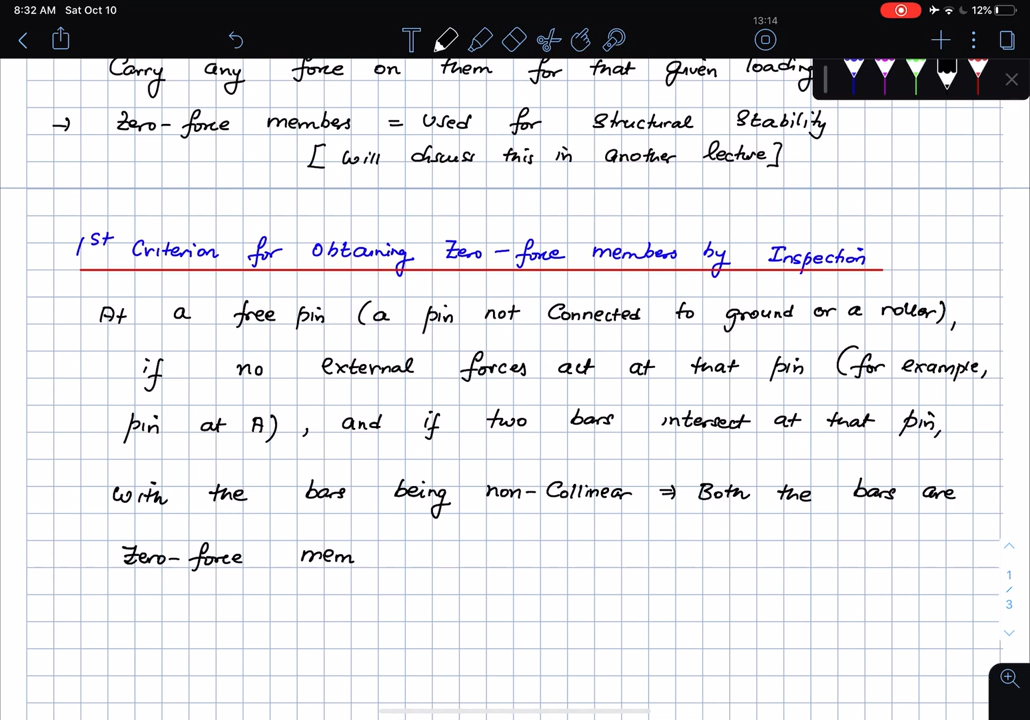 8:32 AM Sat Oct 10
12%
13:14
Carry any force on them for that given loading
→ Zero-force members = used for structural stability
[will discuss this in another lecture]
1st Criterion for obtaining Zero-force members by Inspection
At a free pin (a pin not connected to ground or a roller),
if no external forces act at that pin (for example,
pin at A), and if two bars intersect at that pin,
with the bars being non-collinear ⇒ Both the bars are
Zero-force mem
1
/
3